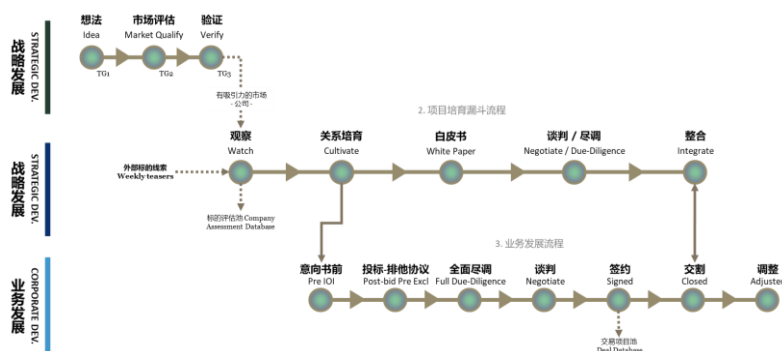 战略发展
STRATEGIC DEV.
想法
Idea
市场评估
Market Qualify
验证
Verify
TG1
TG2
TG3
有吸引力的市场
- 公司 -
2. 项目培育漏斗流程
战略发展
STRATEGIC DEV.
外部标的线索
Weekly teasers
观察
Watch
关系培育
Cultivate
白皮书
White Paper
谈判 / 尽调
Negotiate / Due-Diligence
整合
Integrate
标的评估池 Company
Assessment Database
3. 业务发展流程
业务发展
CORPORATE DEV.
意向书前
Pre IOI
投标-排他协议
Post-bid Pre Excl
全面尽调
Full Due-Diligence
谈判
Negotiate
签约
Signed
交割
Closed
调整
Adjusted
交易项目池
Deal Database